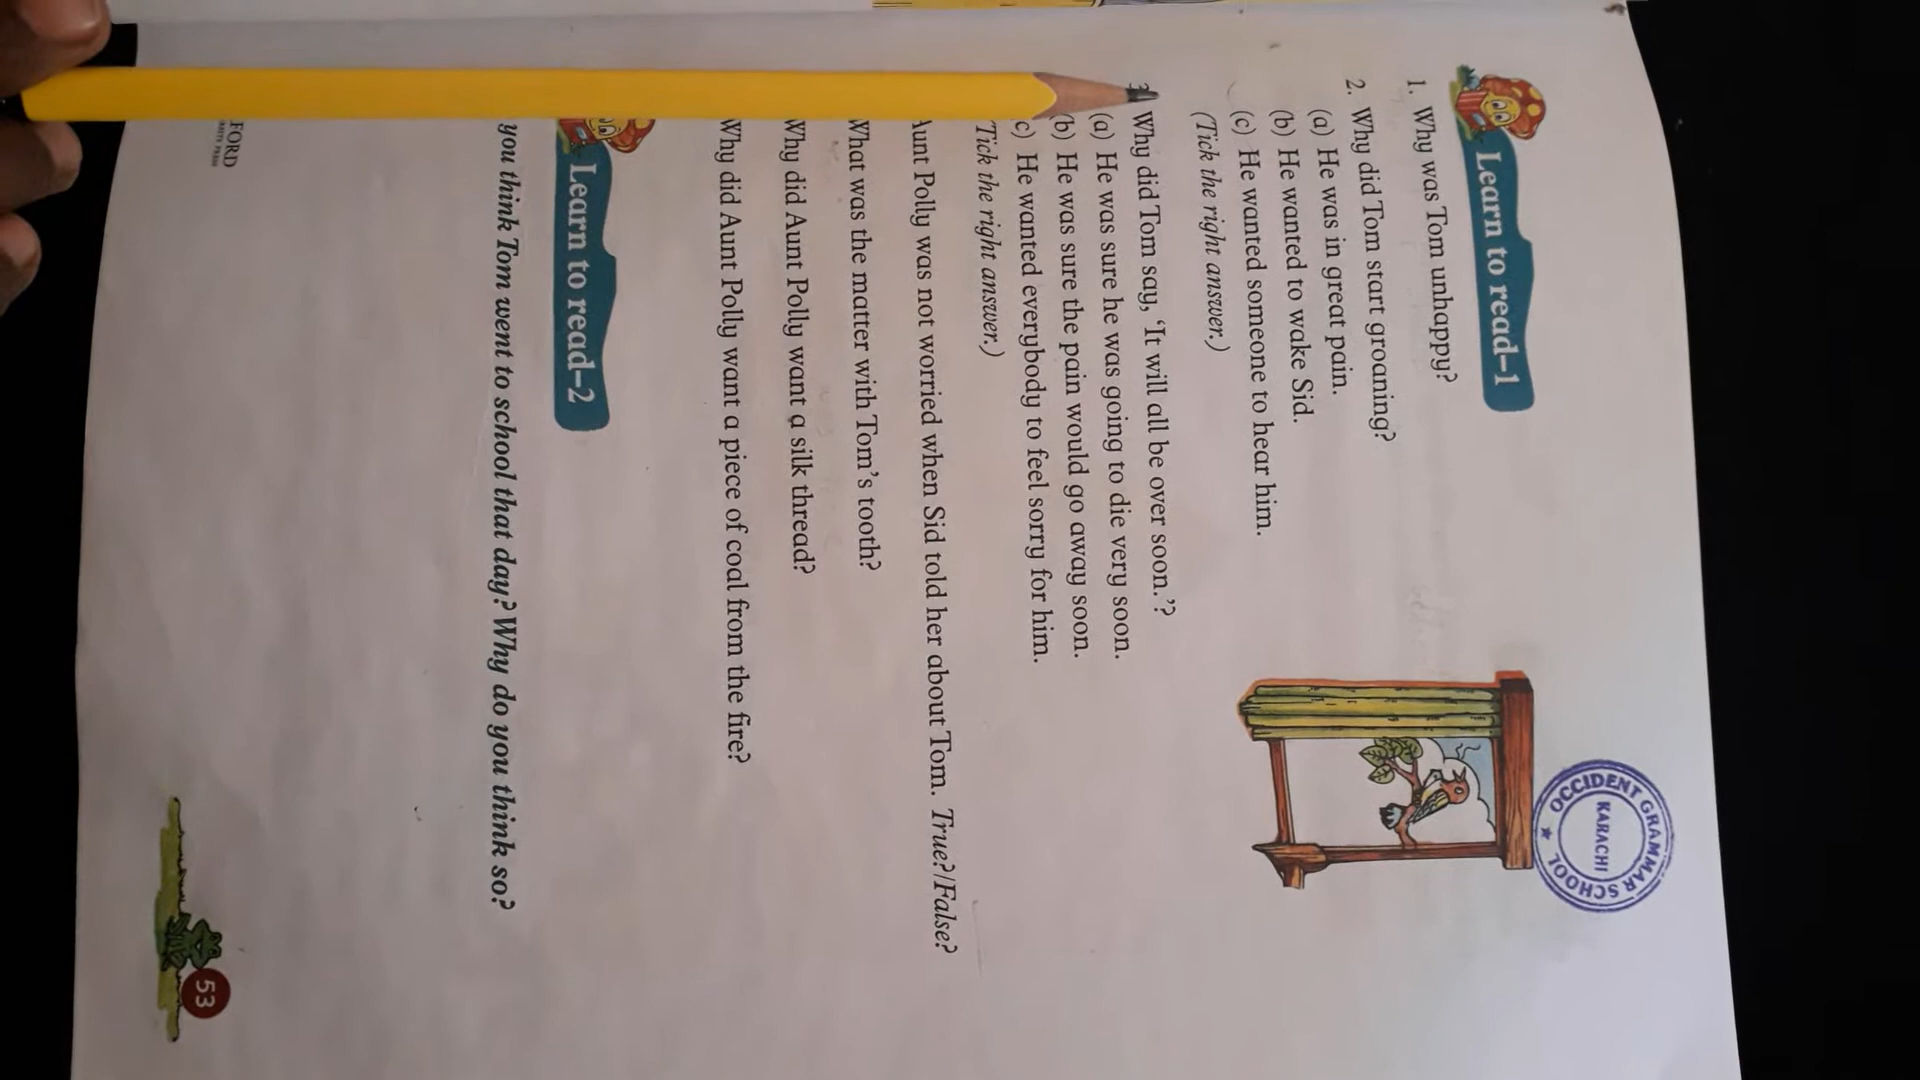 OCCIDENT GRAMMAR SCHOOL
KARACHI
Learn to read–1
1. Why was Tom unhappy?
2. Why did Tom start groaning?
(a) He was in great pain.
(b) He wanted to wake Sid.
(c) He wanted someone to hear him.
(Tick the right answer.)
Why did Tom say, ‘It will all be over soon.’?
(a) He was sure he was going to die very soon.
(b) He was sure the pain would go away soon.
c) He wanted everybody to feel sorry for him.
Tick the right answer.)
Aunt Polly was not worried when Sid told her about Tom. True?/False?
What was the matter with Tom’s tooth?
Why did Aunt Polly want a silk thread?
Why did Aunt Polly want a piece of coal from the fire?
Learn to read–2
you think Tom went to school that day? Why do you think so?
FORD
53